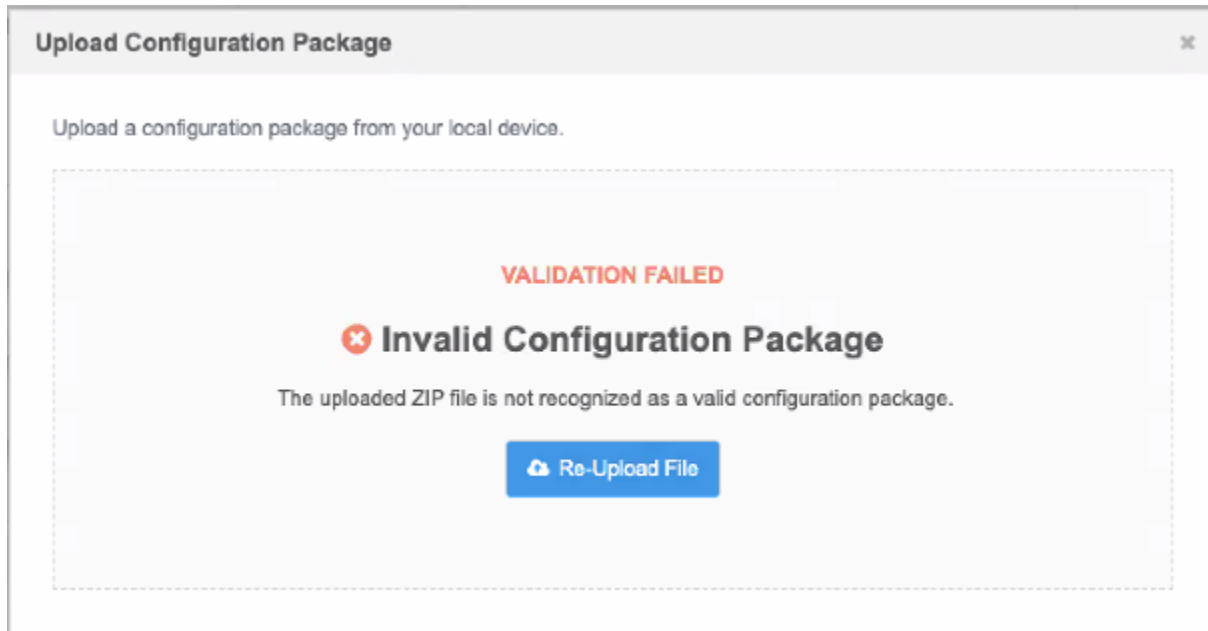 Upload Configuration Package
Upload a configuration package from your local device.
VALIDATION FAILED
Invalid Configuration Package
The uploaded ZIP file is not recognized as a valid configuration package.
Re-Upload File